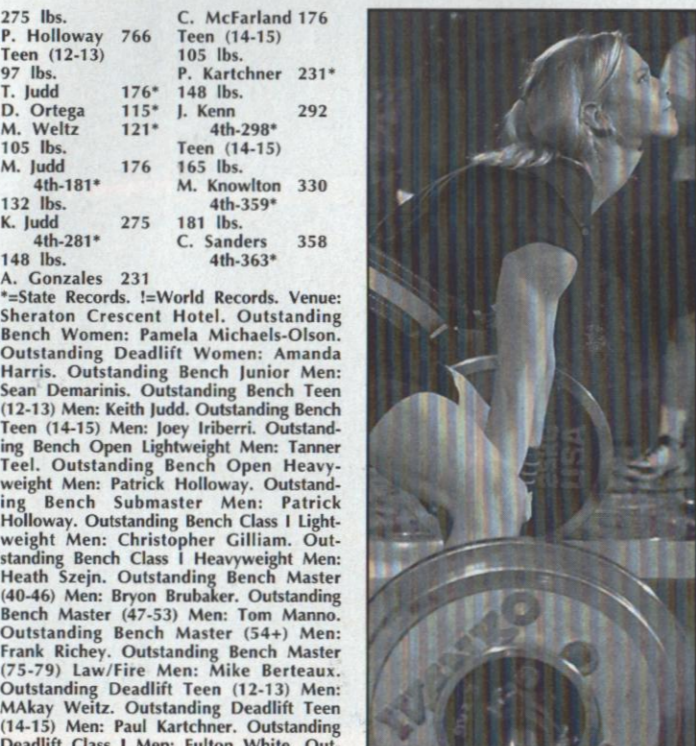 275 lbs.
P. Holloway 766
Teen (12-13)
97 lbs.
T. Judd 176*
D. Ortega 115*
M. Weltz 121*
105 lbs.
M. Judd 176
4th-181*
132 lbs.
K. Judd 275
4th-281*
148 lbs.
A. Gonzales 231
C. McFarland 176
Teen (14-15)
105 lbs.
P. Kartchner 231*
148 lbs.
J. Kenn 292
4th-298*
Teen (14-15)
165 lbs.
M. Knowlton 330
4th-359*
181 lbs.
C. Sanders 358
4th-363*
*=State Records. !=World Records. Venue:
Sheraton Crescent Hotel. Outstanding
Bench Women: Pamela Michaels-Olson.
Outstanding Deadlift Women: Amanda
Harris. Outstanding Bench Junior Men:
Sean Demarinis. Outstanding Bench Teen
(12-13) Men: Keith Judd. Outstanding Bench
Teen (14-15) Men: Joey Iriberri. Outstand-
ing Bench Open Lightweight Men: Tanner
Teel. Outstanding Bench Open Heavy-
weight Men: Patrick Holloway. Outstand-
ing Bench Submaster Men: Patrick
Holloway. Outstanding Bench Class I Light-
weight Men: Christopher Gilliam. Out-
standing Bench Class I Heavyweight Men:
Heath Szejn. Outstanding Bench Master
(40-46) Men: Bryon Brubaker. Outstanding
Bench Master (47-53) Men: Tom Manno.
Outstanding Bench Master (54+) Men:
Frank Richey. Outstanding Bench Master
(75-79) Law/Fire Men: Mike Berteaux.
Outstanding Deadlift Teen (12-13) Men:
MAkay Weitz. Outstanding Deadlift Teen
(14-15) Men: Paul Kartchner. Outstanding
Deadlift Class I Men: Fulton White. Out-
USA
IVANKO